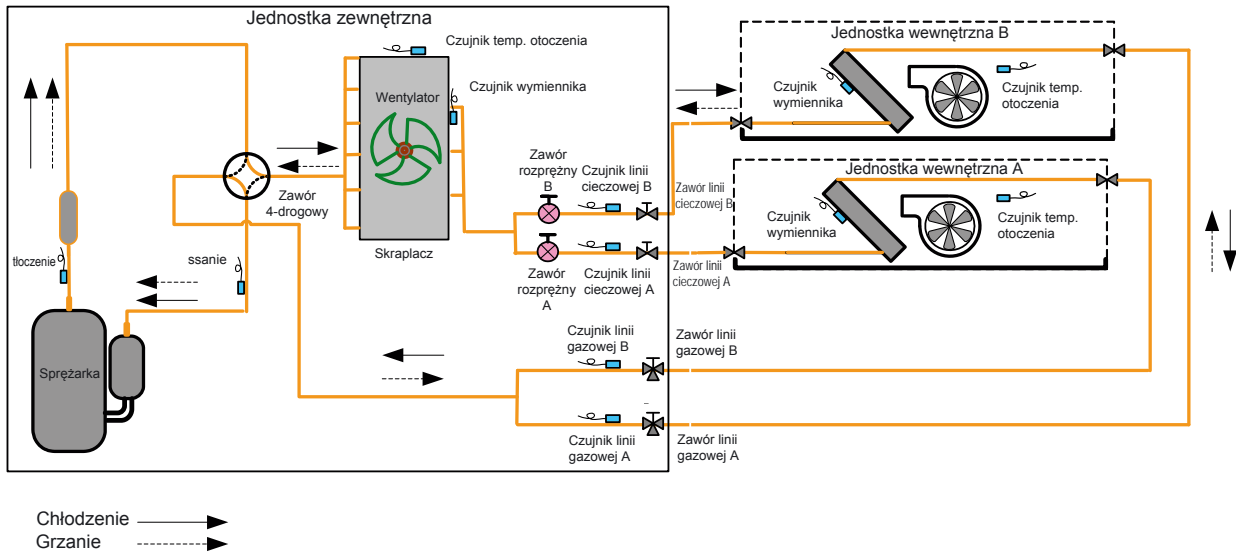 Jednostka zewnętrzna
Czujnik temp. otoczenia
Wentylator
Czujnik wymiennika
Skraplacz
Zawór
4-drogowy
tłoczenie
ssanie
Sprężarka
Zawór
rozprężny
B
Czujnik linii
cieczowej B
Zawór linii
cieczowej B
Zawór
rozprężny
A
Czujnik linii
cieczowej A
Zawór linii
cieczowej A
Jednostka wewnętrzna B
Czujnik
wymiennika
Czujnik temp.
otoczenia
Jednostka wewnętrzna A
Czujnik
wymiennika
Czujnik temp.
otoczenia
Czujnik linii
gazowej B
Zawór linii
gazowej B
Czujnik linii
gazowej A
Zawór linii
gazowej A
Chłodzenie
Grzanie